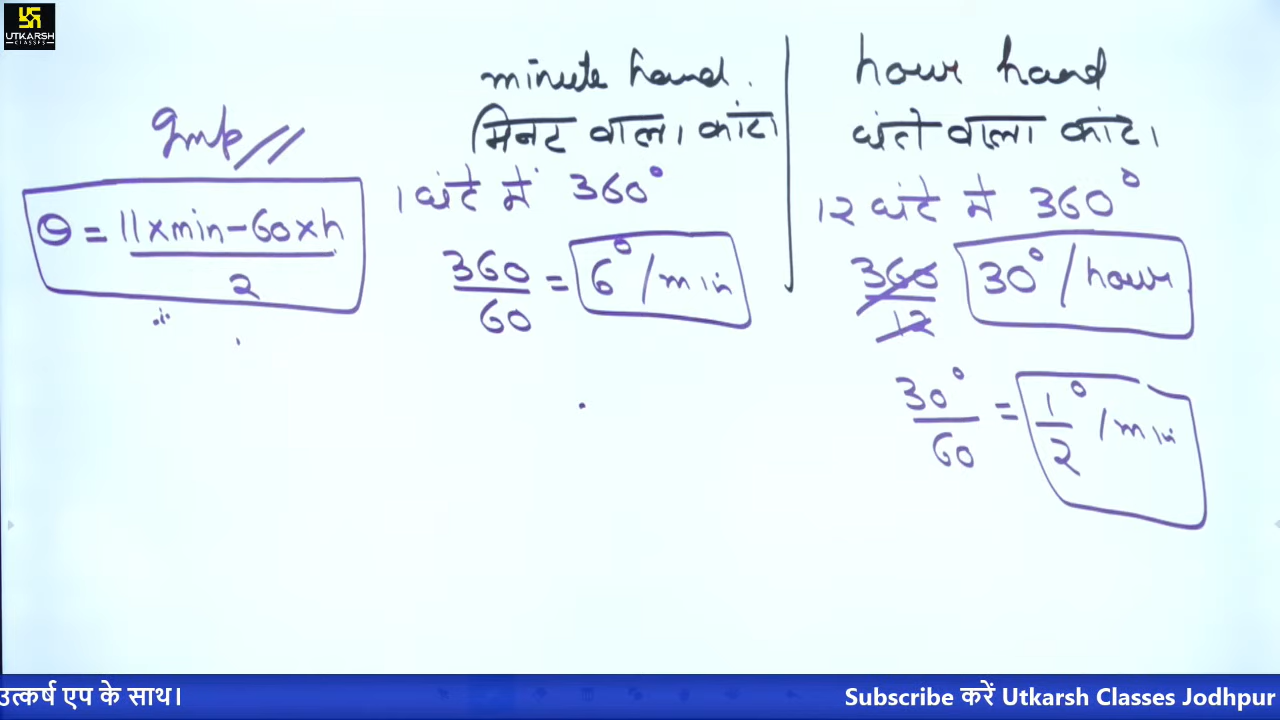 UTKARSH
CLASSES
Imp//
θ = 11×min-60×h / 2
minute hand.
मिनट वाला कांटा
1 घंटे में 360°
360/60 = 6°/min
hour hand
घंटे वाला कांटा
12 घंटे में 360°
360/12 30°/hour
30°/60 = 1°/2 /min
उत्कर्ष एप के साथ।
Subscribe करें Utkarsh Classes Jodhpur